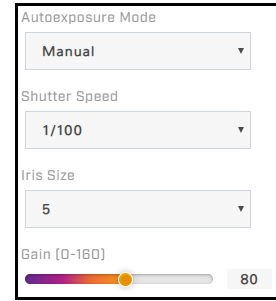 Autoexposure Mode
Manual
Shutter Speed
1/100
Iris Size
5
Gain (0-160)
80